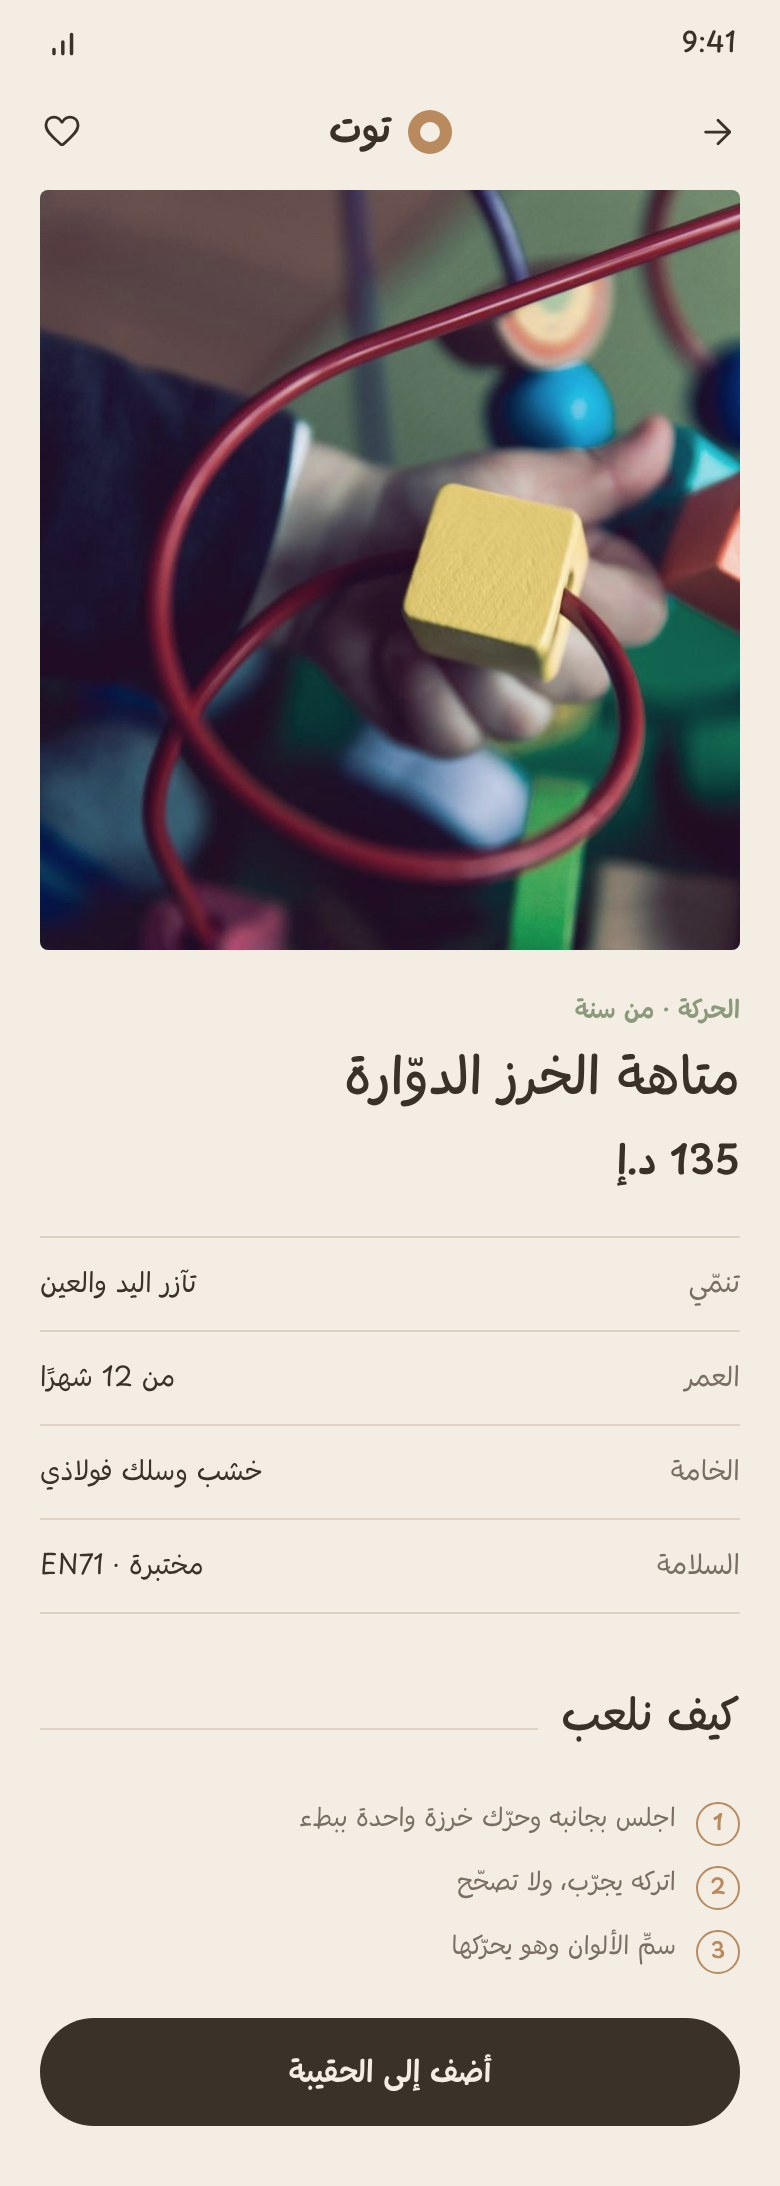 9:41
توت
الحركة · من سنة
متاهة الخرز الدوّارة
135 د.إ
تنمّي
تآزر اليد والعين
العمر
من 12 شهرًا
الخامة
خشب وسلك فولاذي
السلامة
مختبرة · EN71
كيف نلعب
1 اجلس بجانبه وحرّك خرزة واحدة ببطء
2 اتركه يجرّب، ولا تصحّح
3 سمِّ الألوان وهو يحرّكها
أضف إلى الحقيبة